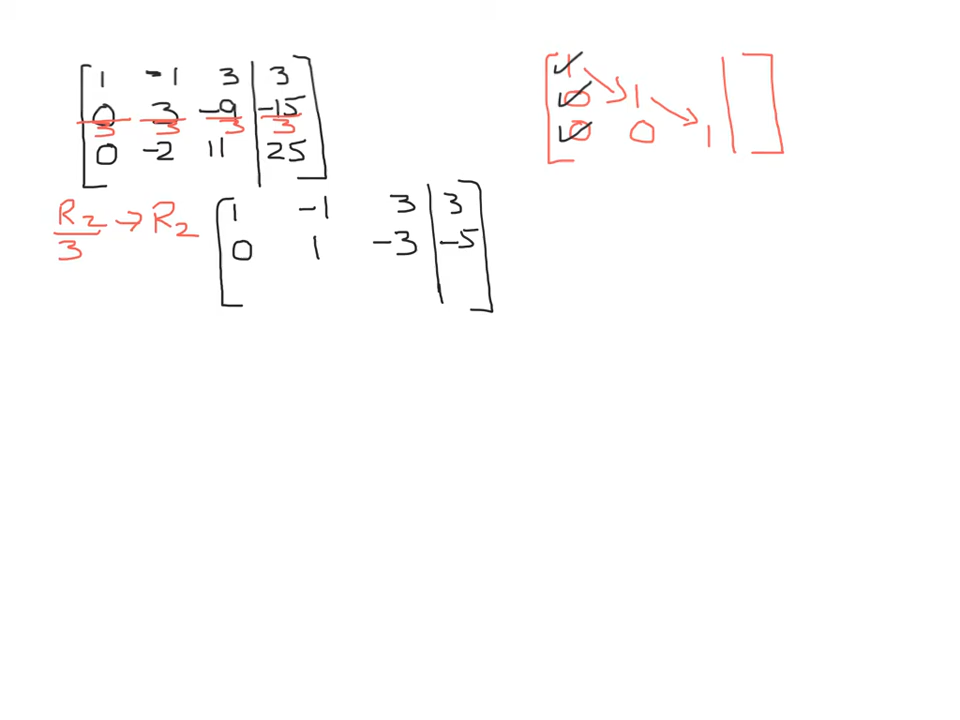 1 -1 3 | 3
0/3 3/3 -9/3 | -15/3
0 -2 11 | 25
1
0 1
0 0 1
R₂/3 → R₂
1 -1 3 | 3
0 1 -3 | -5